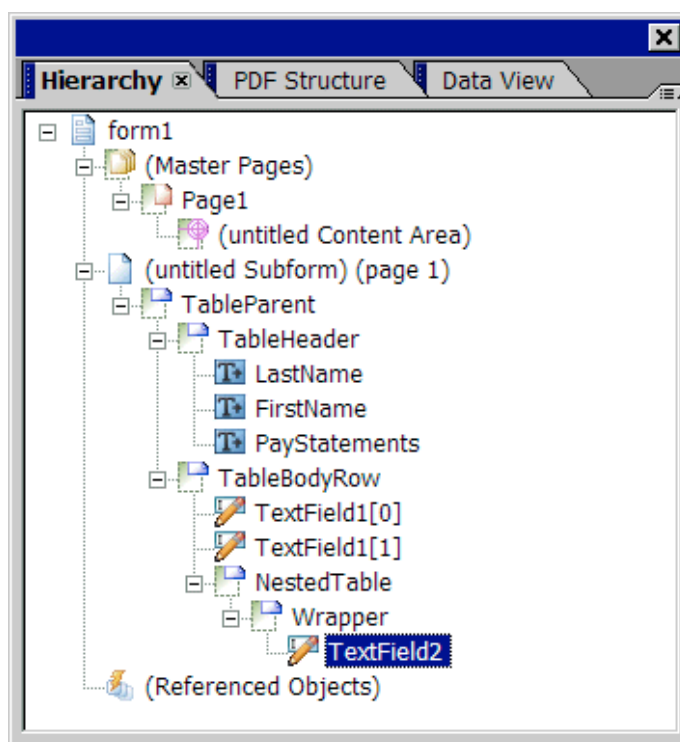 Hierarchy PDF Structure Data View
form1
(Master Pages)
Page1
(untitled Content Area)
(untitled Subform) (page 1)
TableParent
TableHeader
LastName
FirstName
PayStatements
TableBodyRow
TextField1[0]
TextField1[1]
NestedTable
Wrapper
TextField2
(Referenced Objects)